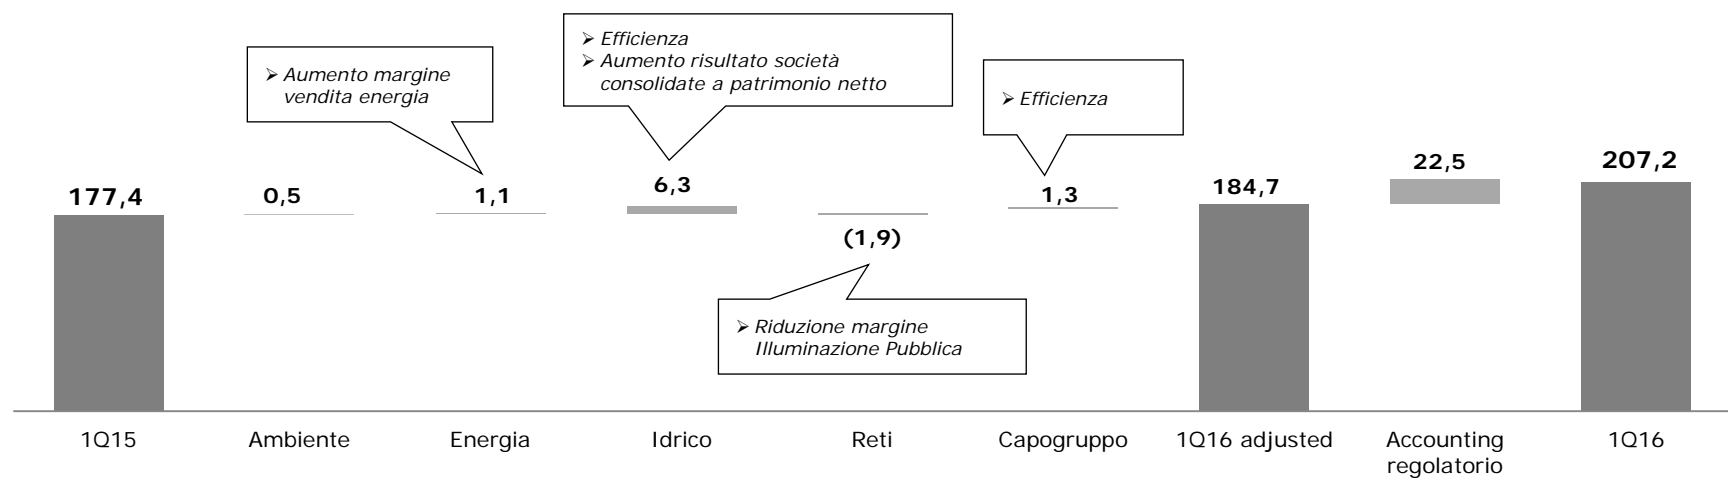 ➢ Efficienza
➢ Aumento risultato società
consolidate a patrimonio netto
➢ Aumento margine
vendita energia
➢ Efficienza
177,4
0,5
1,1
6,3
(1,9)
1,3
184,7
22,5
207,2
➢ Riduzione margine
Illuminazione Pubblica
1Q15
Ambiente
Energia
Idrico
Reti
Capogruppo
1Q16 adjusted
Accounting
regolatorio
1Q16